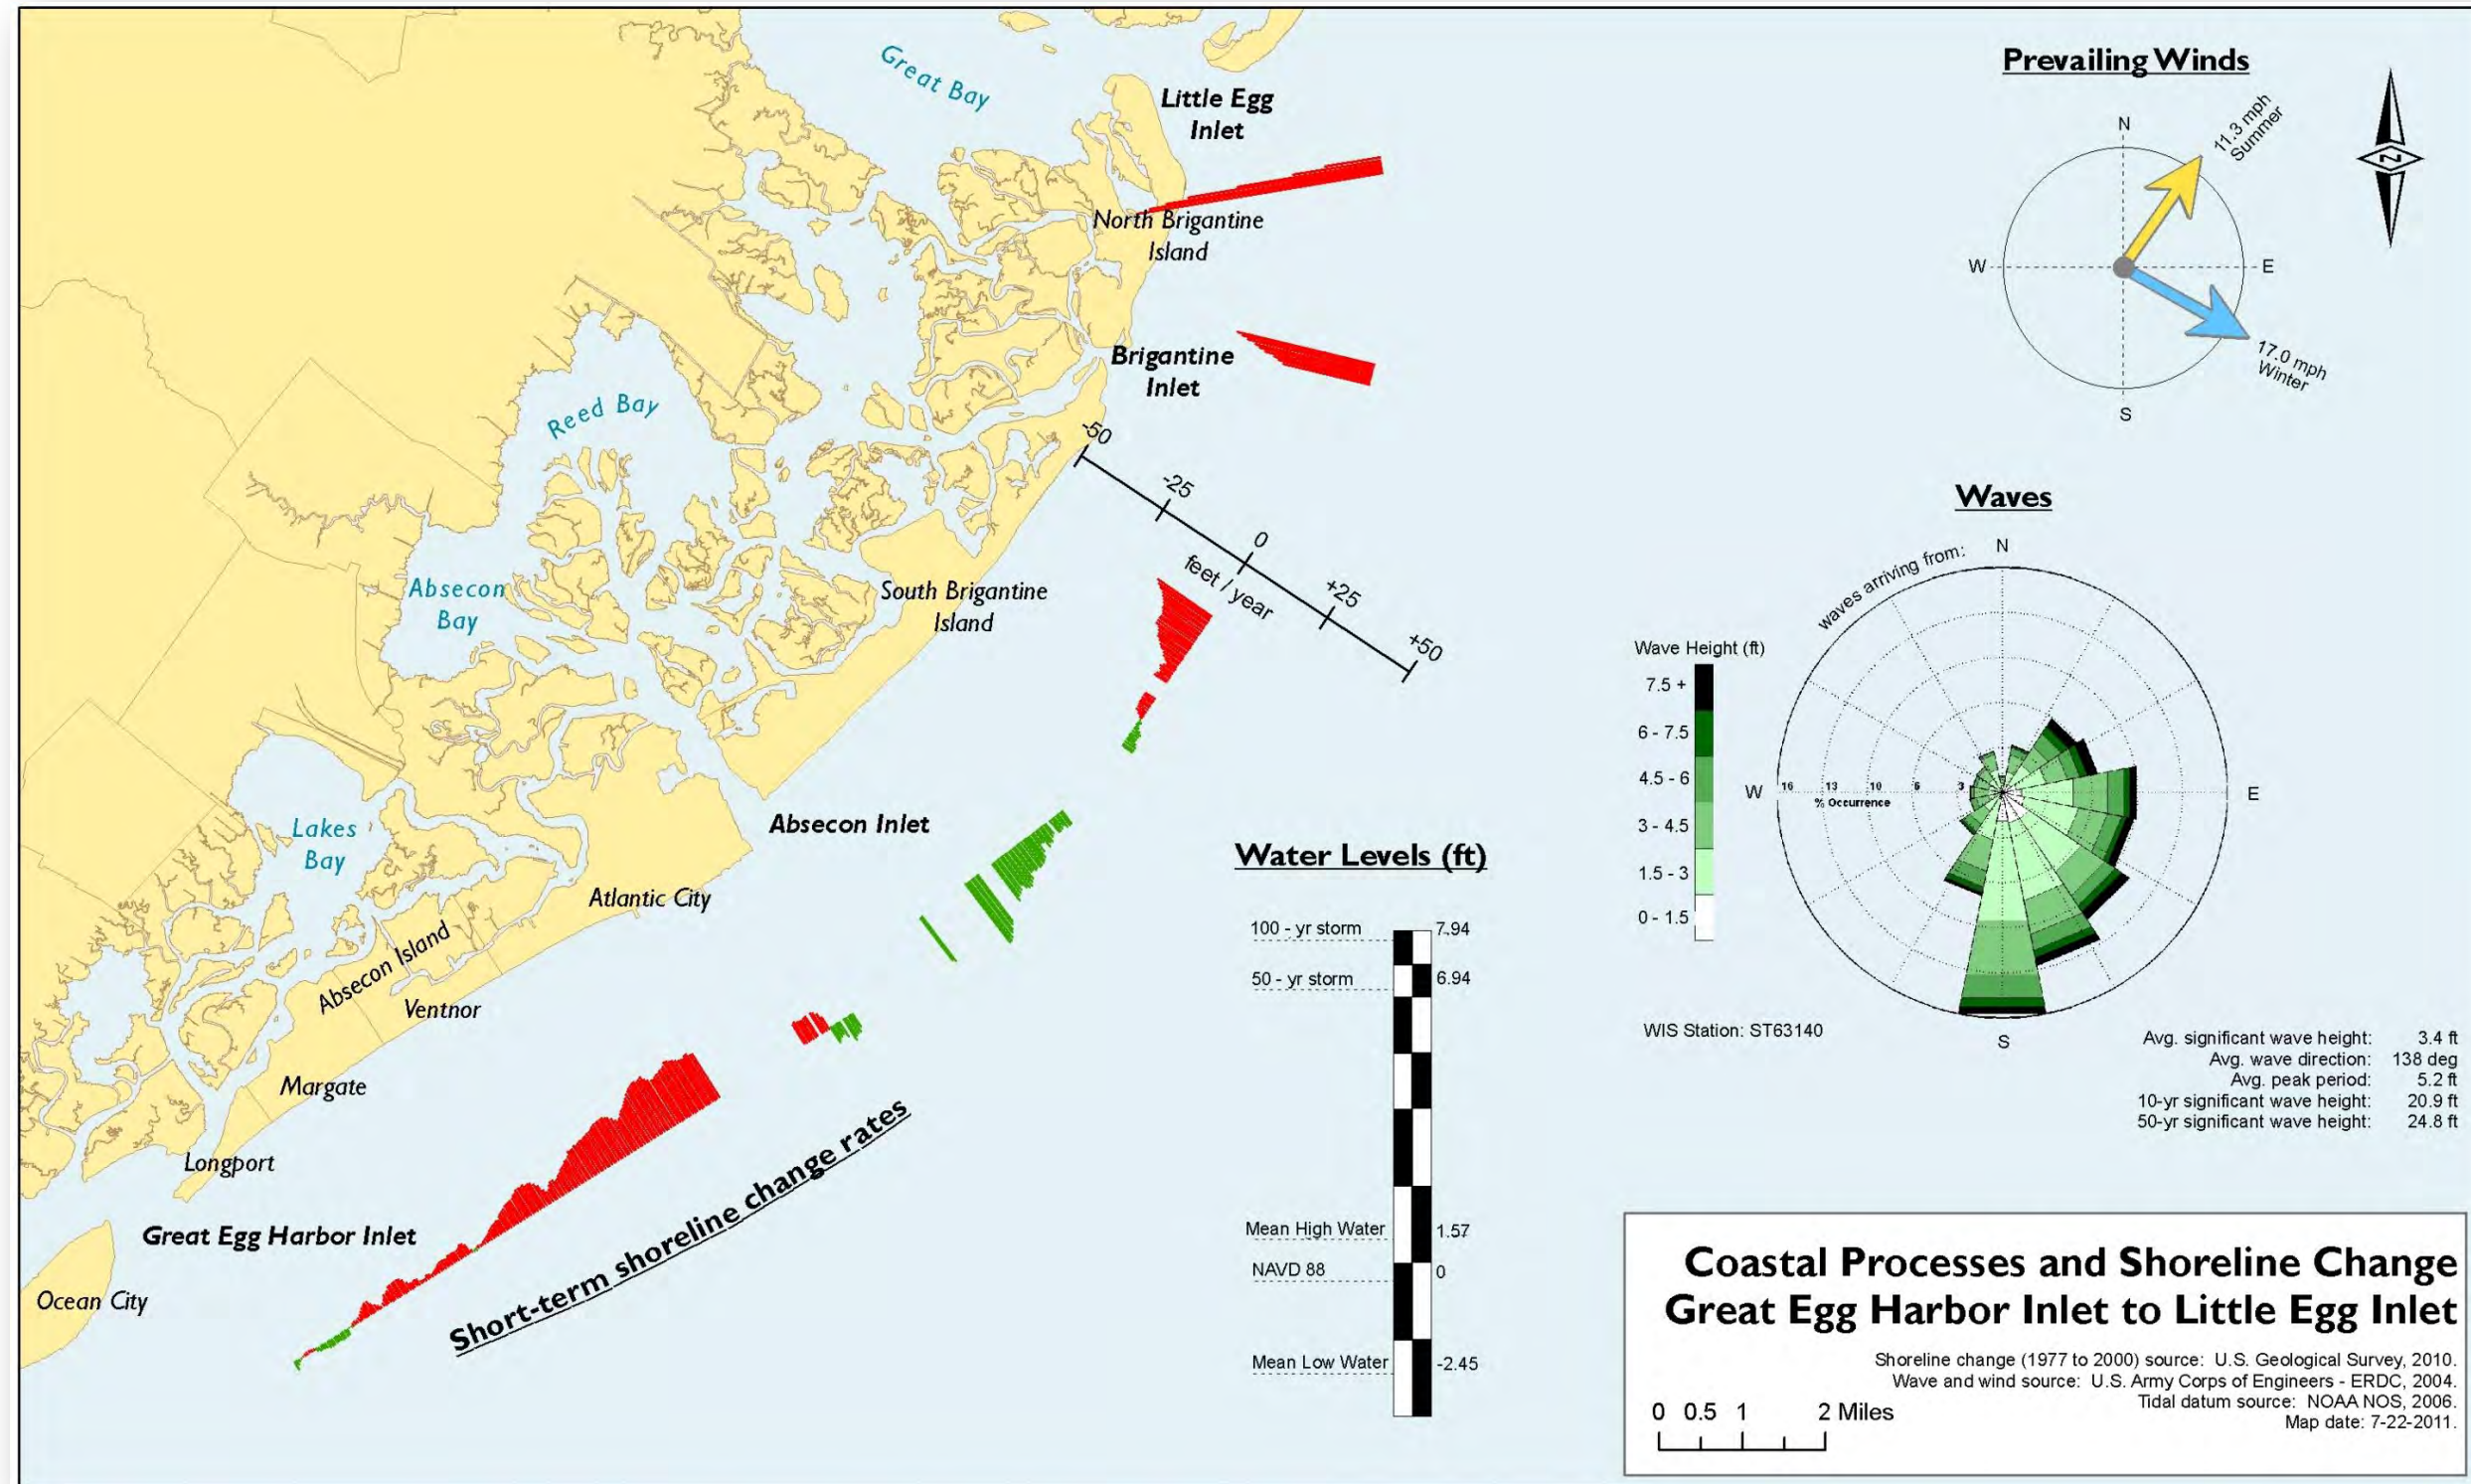 Great Bay
Little Egg
Inlet
North Brigantine
Island
Brigantine
Inlet
Reed Bay
-50
-25
0
+25
+50
feet / year
Absecon
Bay
South Brigantine
Island
Lakes
Bay
Absecon Inlet
Atlantic City
Absecon Island
Ventnor
Margate
Longport
Great Egg Harbor Inlet
Ocean City
Short-term shoreline change rates
Prevailing Winds
N
11.3 mph
Summer
W
E
17.0 mph
Winter
S
N
Waves
waves arriving from:
N
W
16
13
10
6
3
% Occurrence
E
S
Wave Height (ft)
7.5 +
6 - 7.5
4.5 - 6
3 - 4.5
1.5 - 3
0 - 1.5
WIS Station: ST63140
Avg. significant wave height: 3.4 ft
Avg. wave direction: 138 deg
Avg. peak period: 5.2 ft
10-yr significant wave height: 20.9 ft
50-yr significant wave height: 24.8 ft
Water Levels (ft)
100 - yr storm 7.94
50 - yr storm 6.94
Mean High Water 1.57
NAVD 88 0
Mean Low Water -2.45
Coastal Processes and Shoreline Change
Great Egg Harbor Inlet to Little Egg Inlet
Shoreline change (1977 to 2000) source: U.S. Geological Survey, 2010.
Wave and wind source: U.S. Army Corps of Engineers - ERDC, 2004.
Tidal datum source: NOAA NOS, 2006.
Map date: 7-22-2011.
0 0.5 1 2 Miles